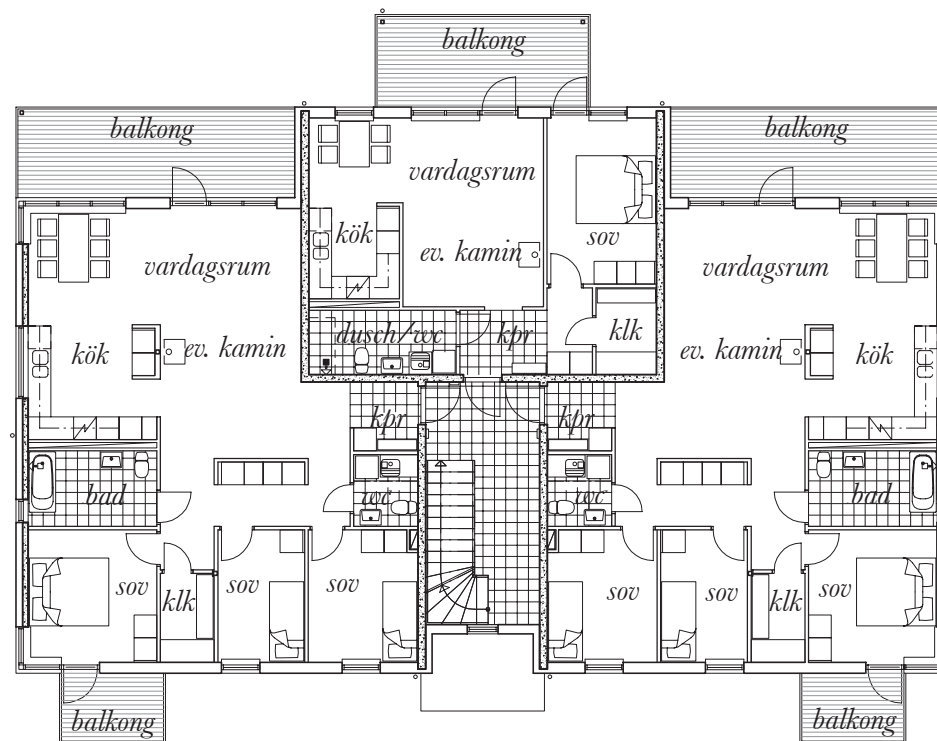 balkong
balkong
balkong
vardagsrum
kök
sov
ev. kamin
vardagsrum
vardagsrum
dusch/wc
kpr
klk
kök
ev. kamin
ev. kamin
kök
kpr
kpr
bad
wc
wc
bad
sov
klk
sov
sov
sov
sov
klk
sov
balkong
balkong